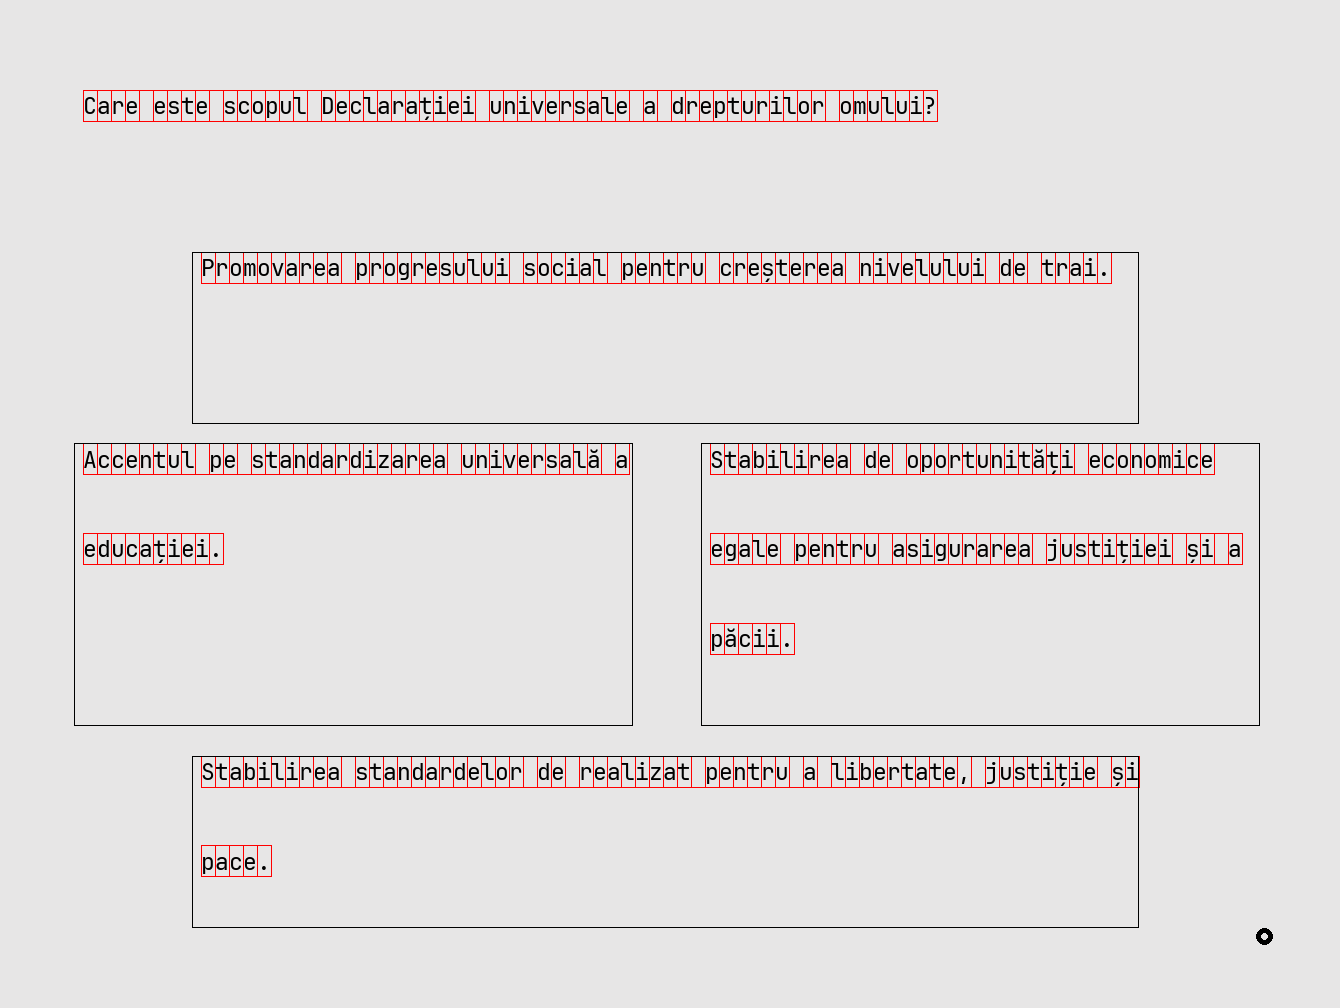 Care este scopul Declarației universale a drepturilor omului?
Promovarea progresului social pentru creșterea nivelului de trai.
Accentul pe standardizarea universală a
educației.
Stabilirea de oportunități economice
egale pentru asigurarea justiției și a
păcii.
Stabilirea standardelor de realizat pentru a libertate, justiție și
pace.